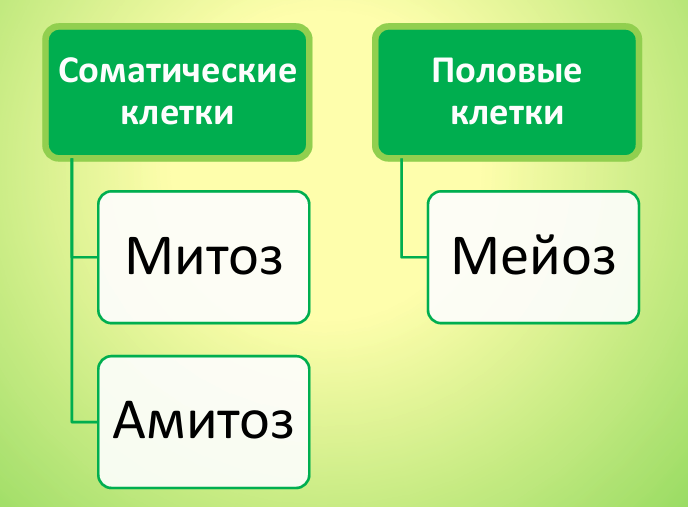 Соматические
клетки
Митоз
Амитоз
Половые
клетки
Мейоз